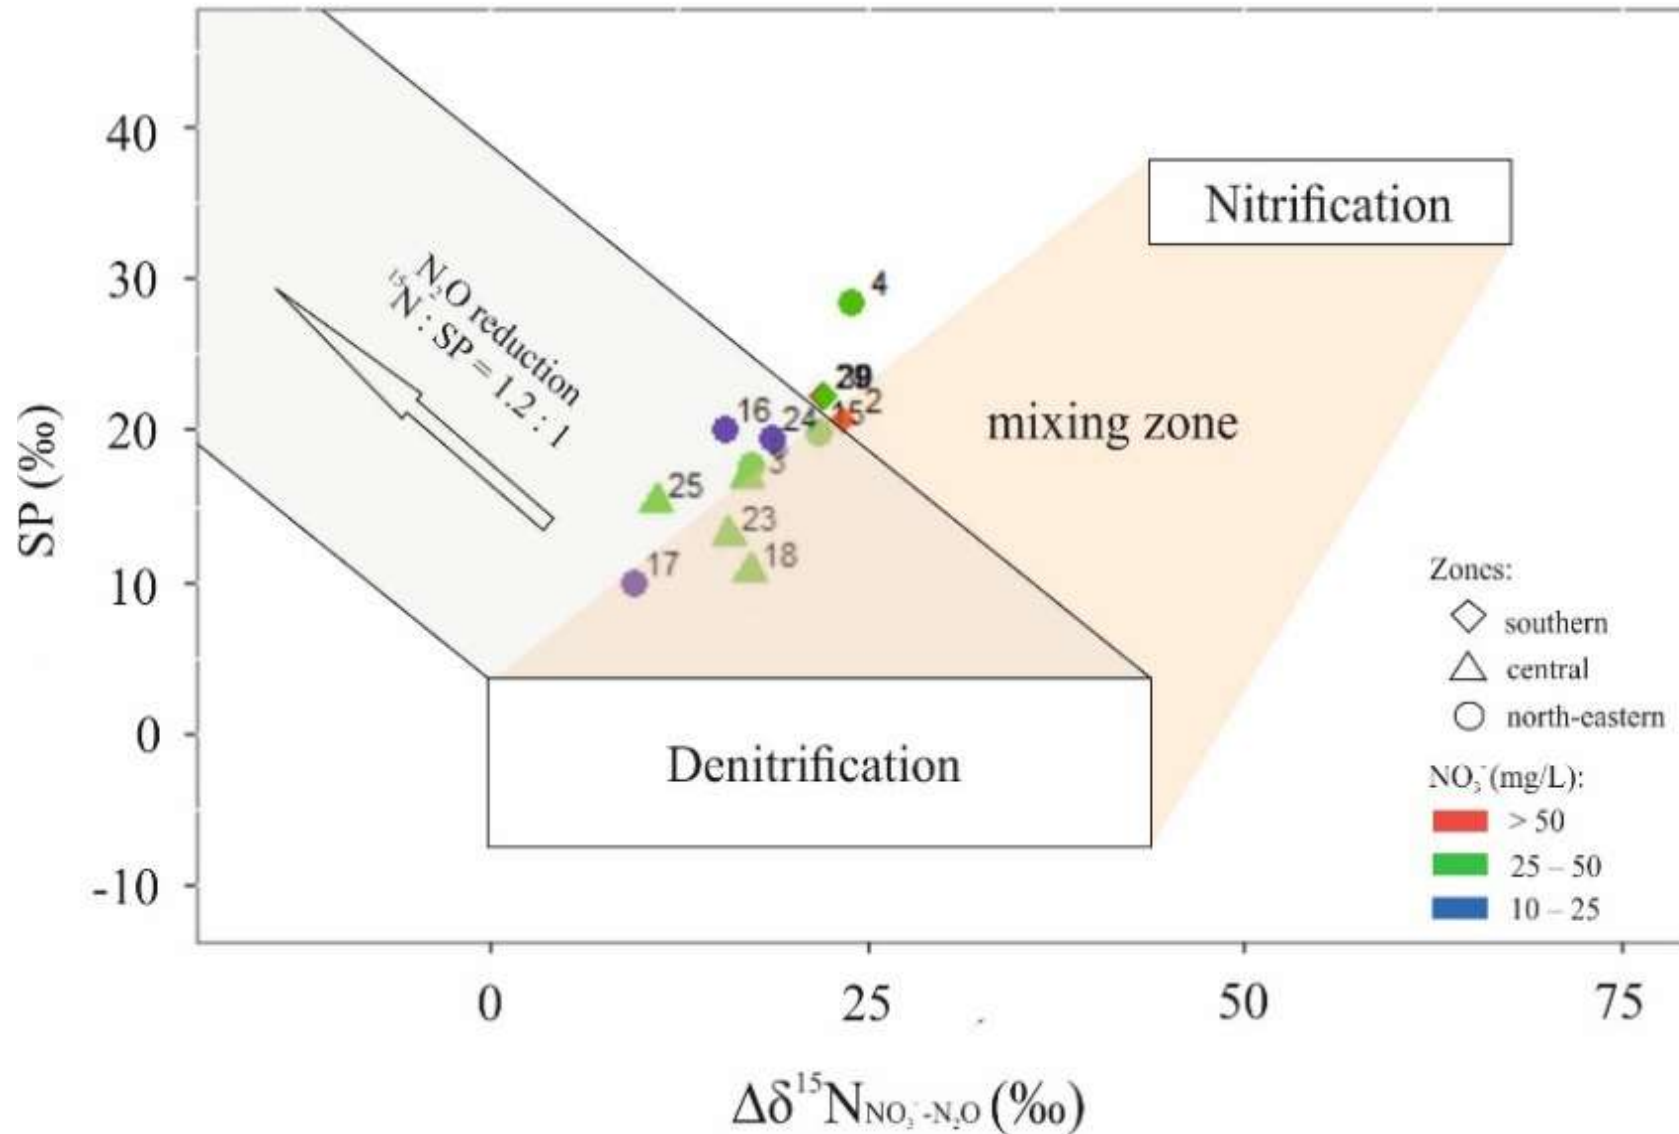 40
30
20
10
0
-10
SP (‰)
N₂O reduction
¹⁵N : SP = 1.2 : 1
Nitrification
mixing zone
Denitrification
4
2
16
24
15
3
25
23
18
17
Zones:
southern
central
north-eastern
NO₃⁻(mg/L):
> 50
25 – 50
10 – 25
0
25
50
75
Δδ¹⁵N NO₃⁻-N₂O (‰)